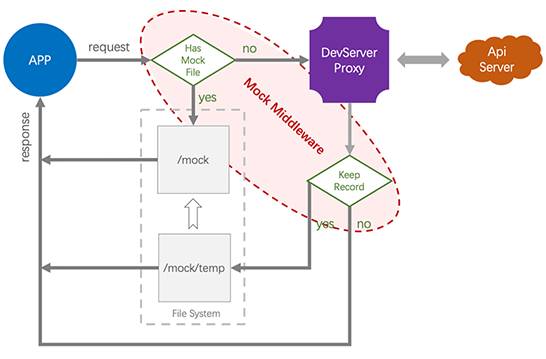 APP
request
Has
Mock
File
no
DevServer
Proxy
Api
Server
yes
Mock Middleware
response
/mock
Keep
Record
yes
no
/mock/temp
File System